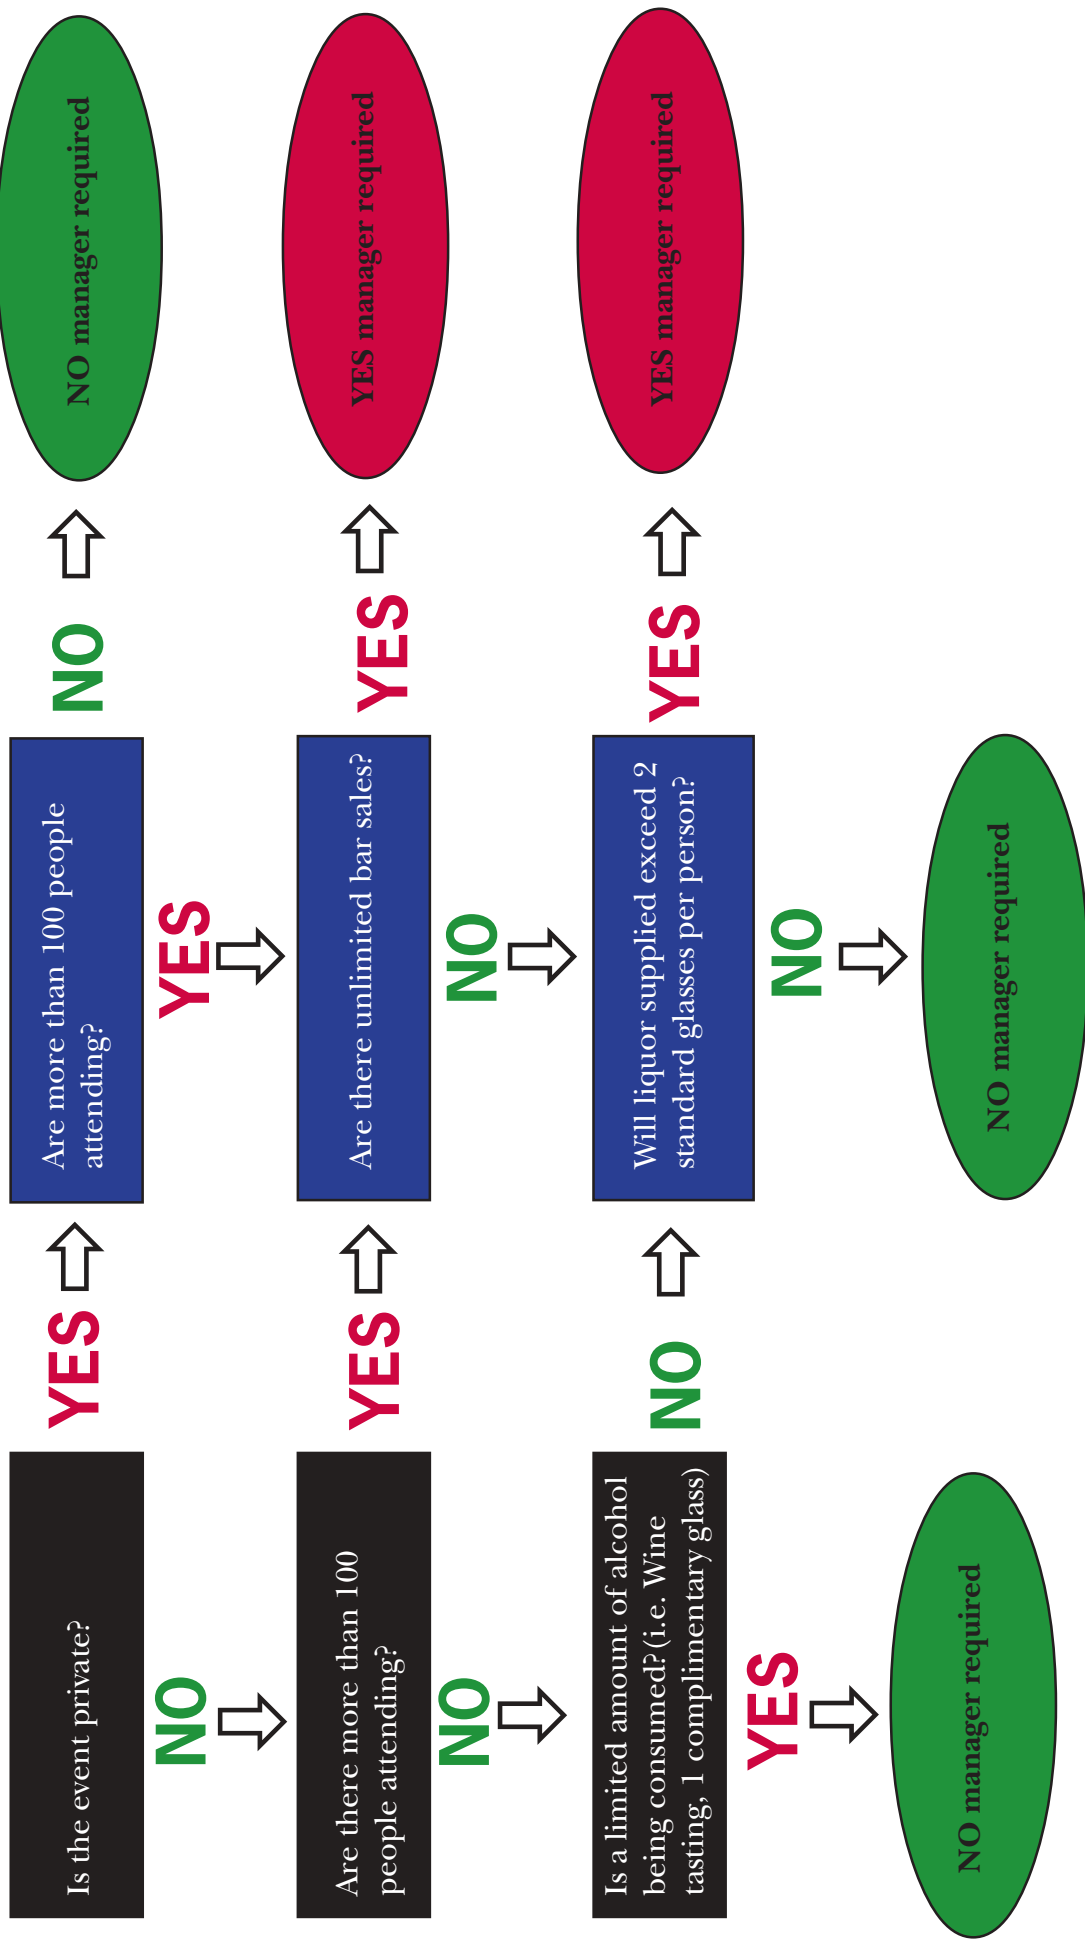 Is the event private?
YES
Are more than 100 people
attending?
NO
NO manager required
NO
YES
Are there more than 100
people attending?
YES
Are there unlimited bar sales?
YES
YES manager required
NO
NO
Is a limited amount of alcohol
being consumed? (i.e. Wine
tasting, 1 complimentary glass)
NO
Will liquor supplied exceed 2
standard glasses per person?
YES
YES manager required
YES
NO
NO manager required
NO manager required